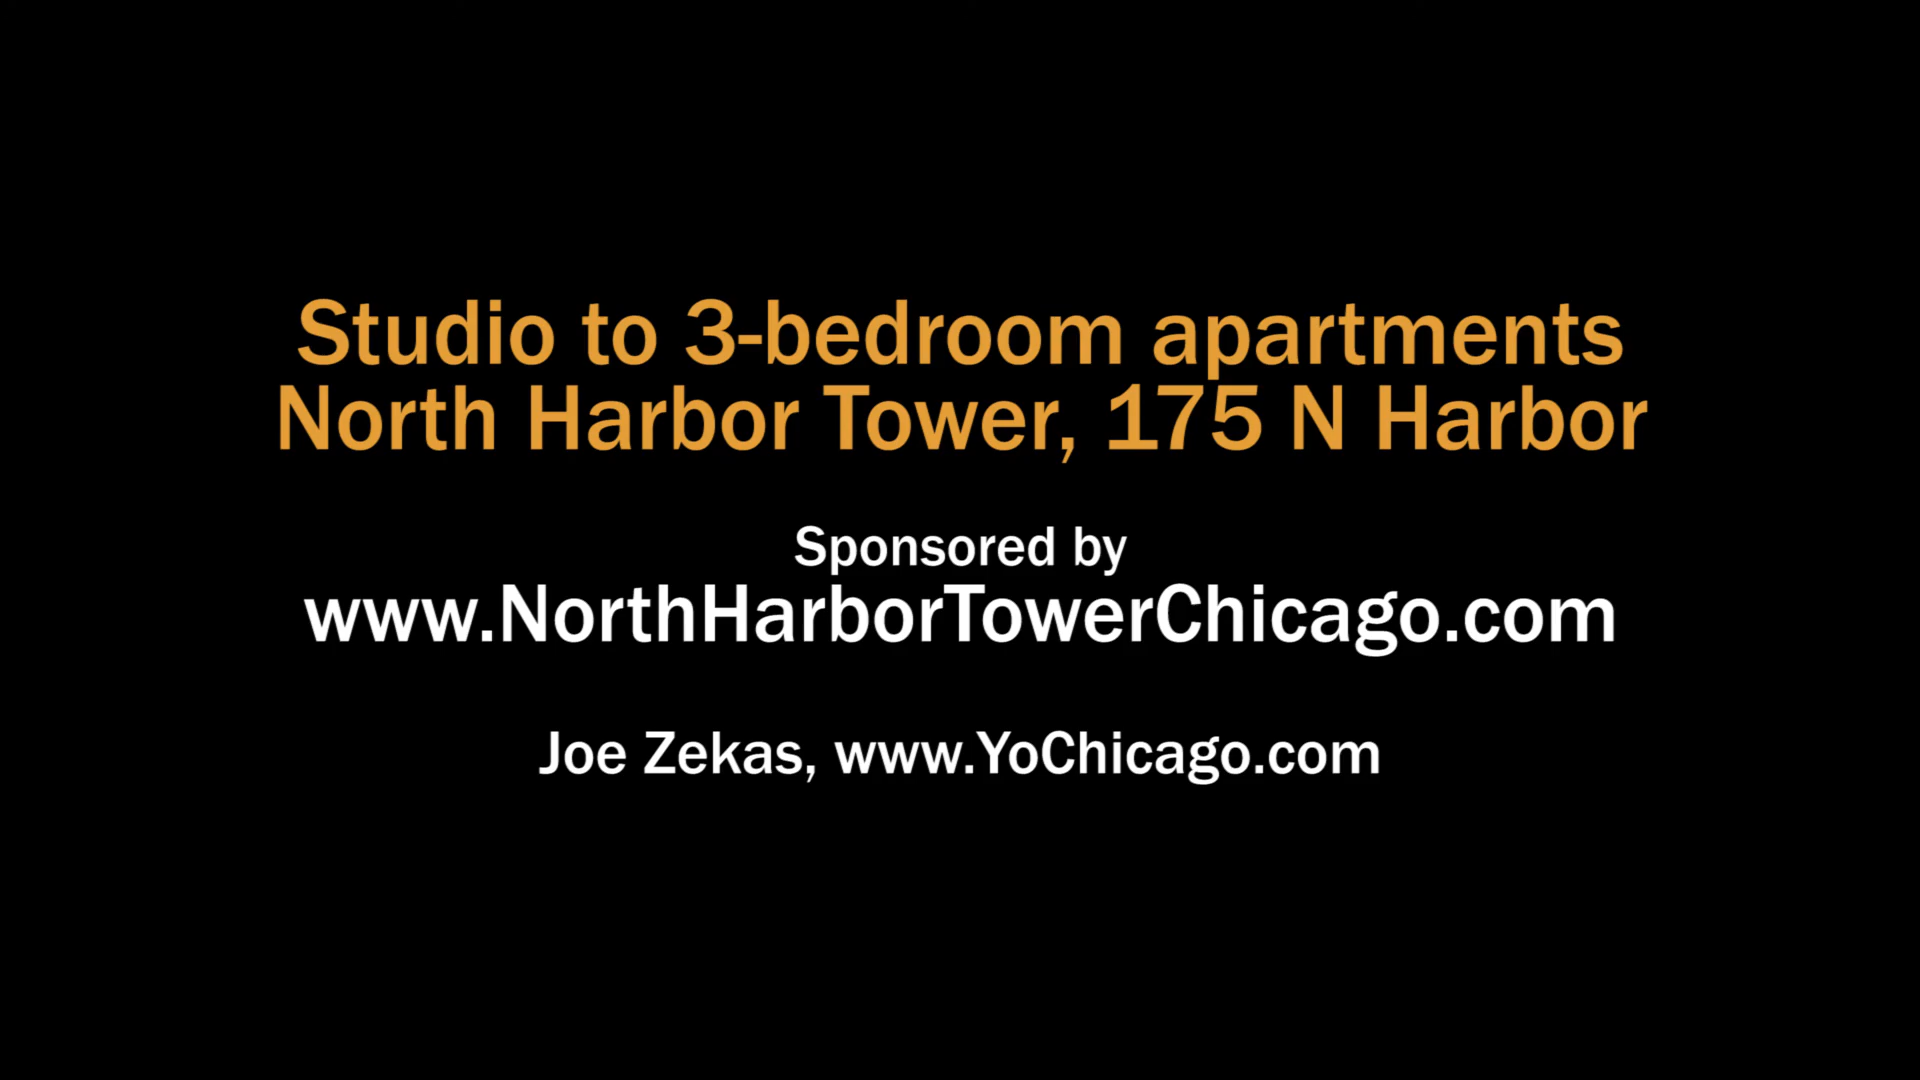 Studio to 3-bedroom apartments
North Harbor Tower, 175 N Harbor
Sponsored by
www.NorthHarborTowerChicago.com
Joe Zekas, www.YoChicago.com